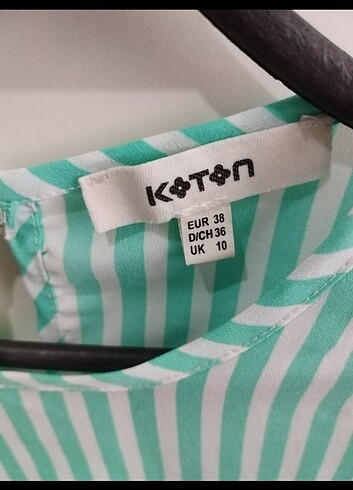 KOTON
EUR 38
D/CH 36
UK 10